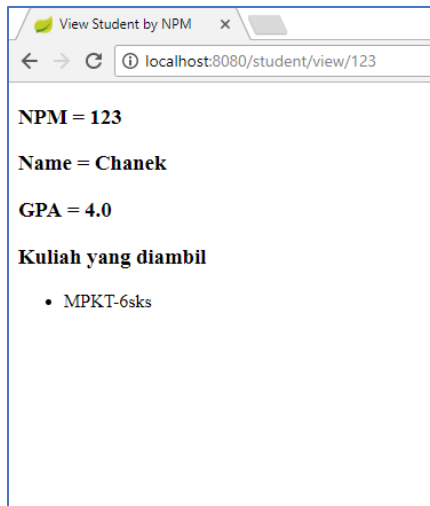 View Student by NPM
localhost:8080/student/view/123
NPM = 123
Name = Chanek
GPA = 4.0
Kuliah yang diambil
• MPKT-6sks